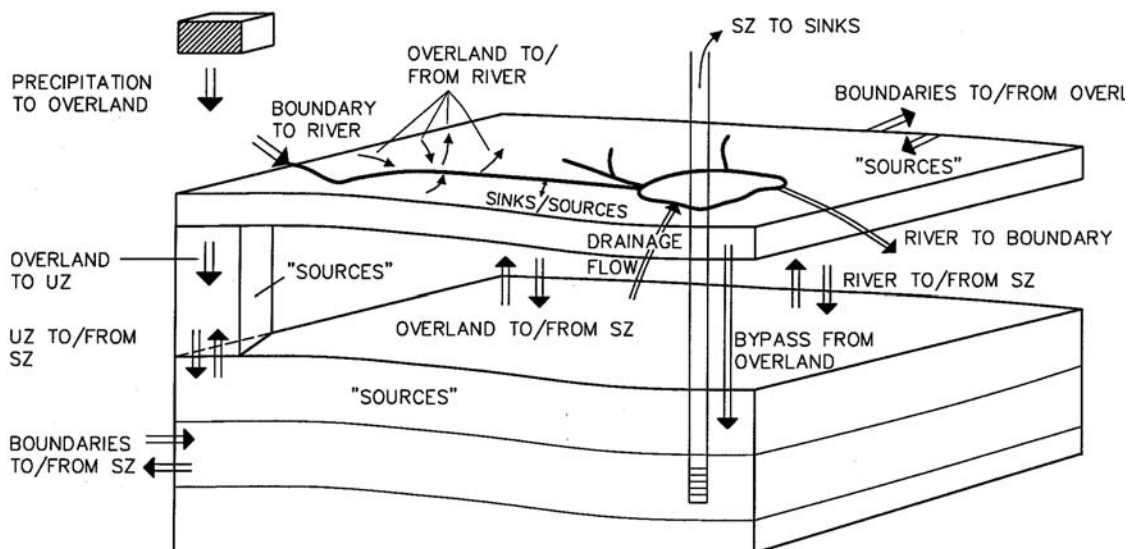 SZ TO SINKS
OVERLAND TO/
FROM RIVER
PRECIPITATION
TO OVERLAND
BOUNDARIES TO/FROM OVERL
BOUNDARY
TO RIVER
"SOURCES"
SINKS/SOURCES
RIVER TO BOUNDARY
DRAINAGE
FLOW
OVERLAND
TO UZ
"SOURCES"
RIVER TO/FROM SZ
OVERLAND TO/FROM SZ
UZ TO/FROM
SZ
BYPASS FROM
OVERLAND
"SOURCES"
BOUNDARIES
TO/FROM SZ